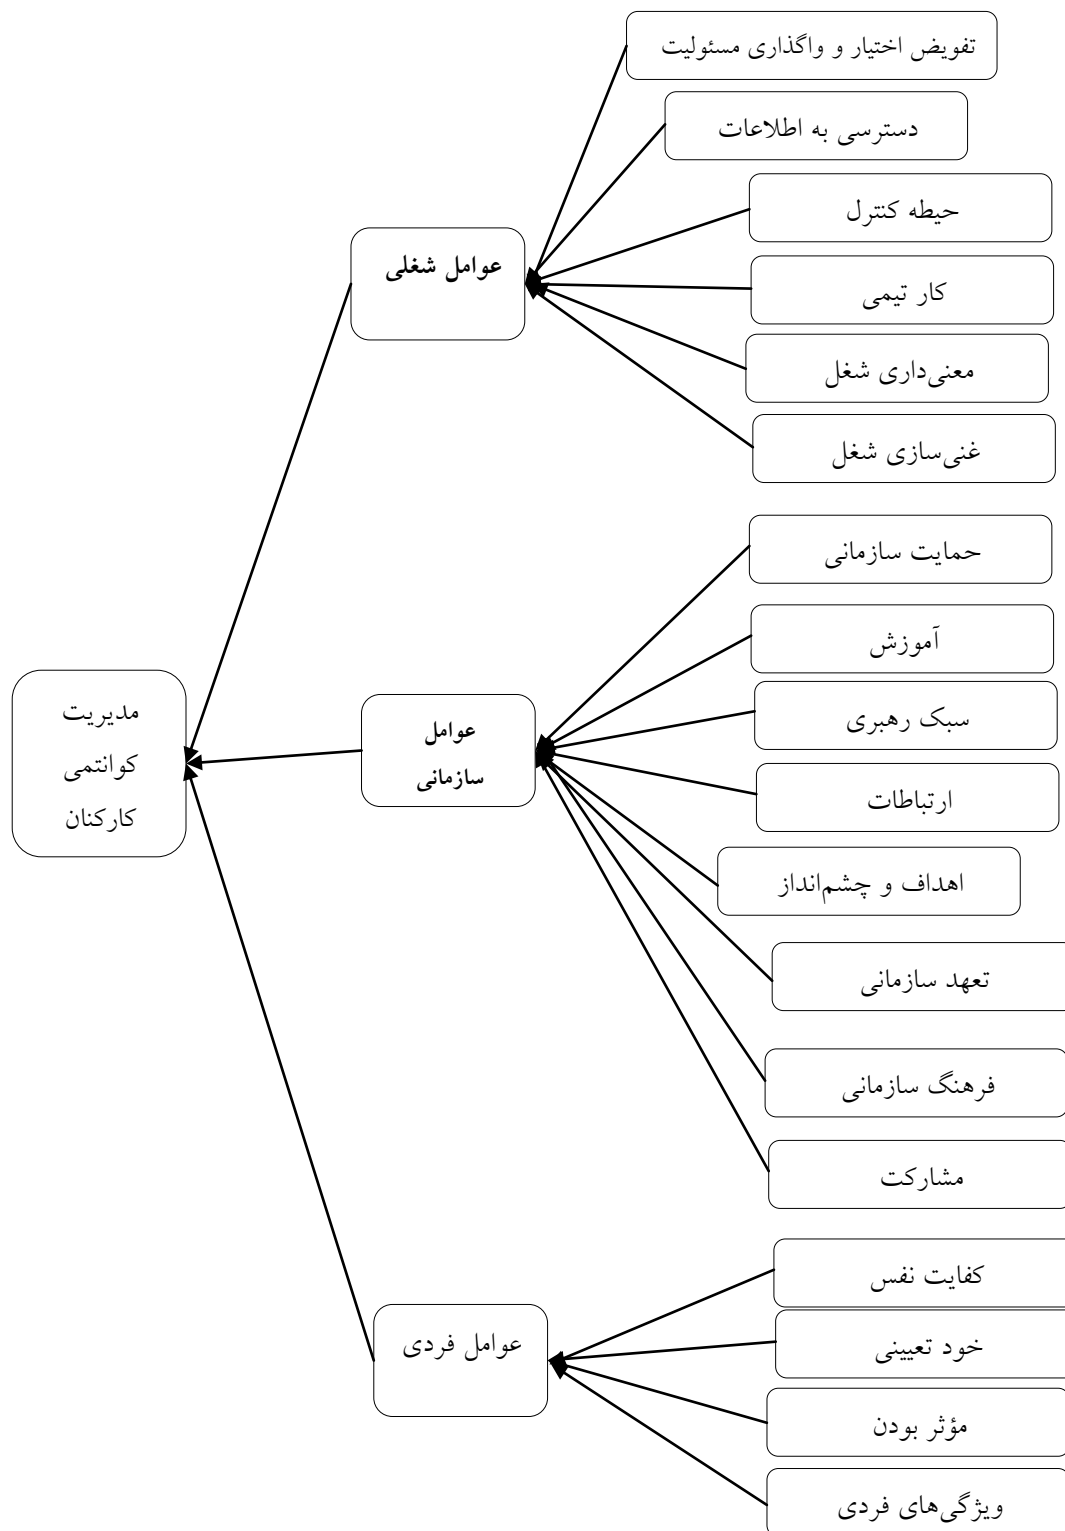 تفویض اختیار و واگذاری مسئولیت
دسترسی به اطلاعات
حیطه کنترل
عوامل شغلی
کار تیمی
معنی‌داری شغل
غنی‌سازی شغل
حمایت سازمانی
آموزش
سبک رهبری
عوامل
سازمانی
مدیریت
کوانتمی
کارکنان
ارتباطات
اهداف و چشم‌انداز
تعهد سازمانی
فرهنگ سازمانی
مشارکت
کفایت نفس
خود تعیینی
عوامل فردی
مؤثر بودن
ویژگی‌های فردی